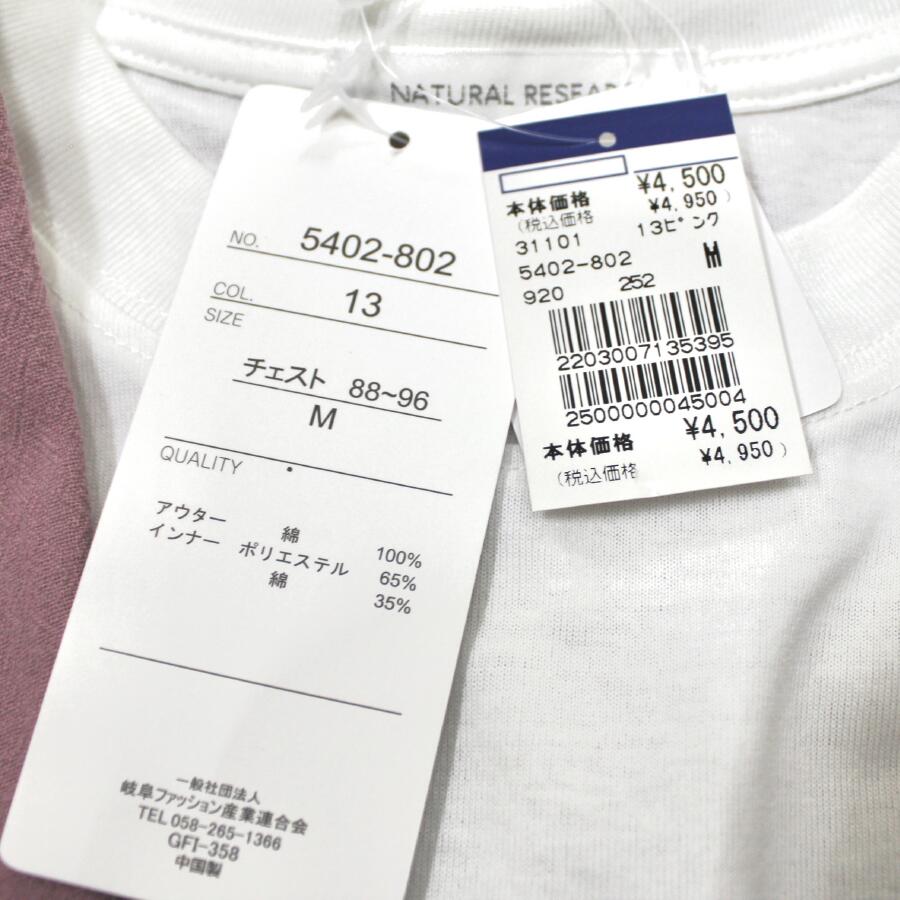 NATURAL
NO. 5402-802
COL. 13
SIZE
チェスト 88~96
M
QUALITY
アウター 綿 100%
インナー ポリエステル 65%
綿 35%
一般社団法人
岐阜ファッション産業連合会
TEL 058-265-1366
GFI-358
中国製
¥4,500
本体価格 ¥4,950)
(税込価格 13ピンク
31101
5402-802 M
920 252
2203007135395
2500000045004
¥4,500
本体価格 ¥4,950)
(税込価格